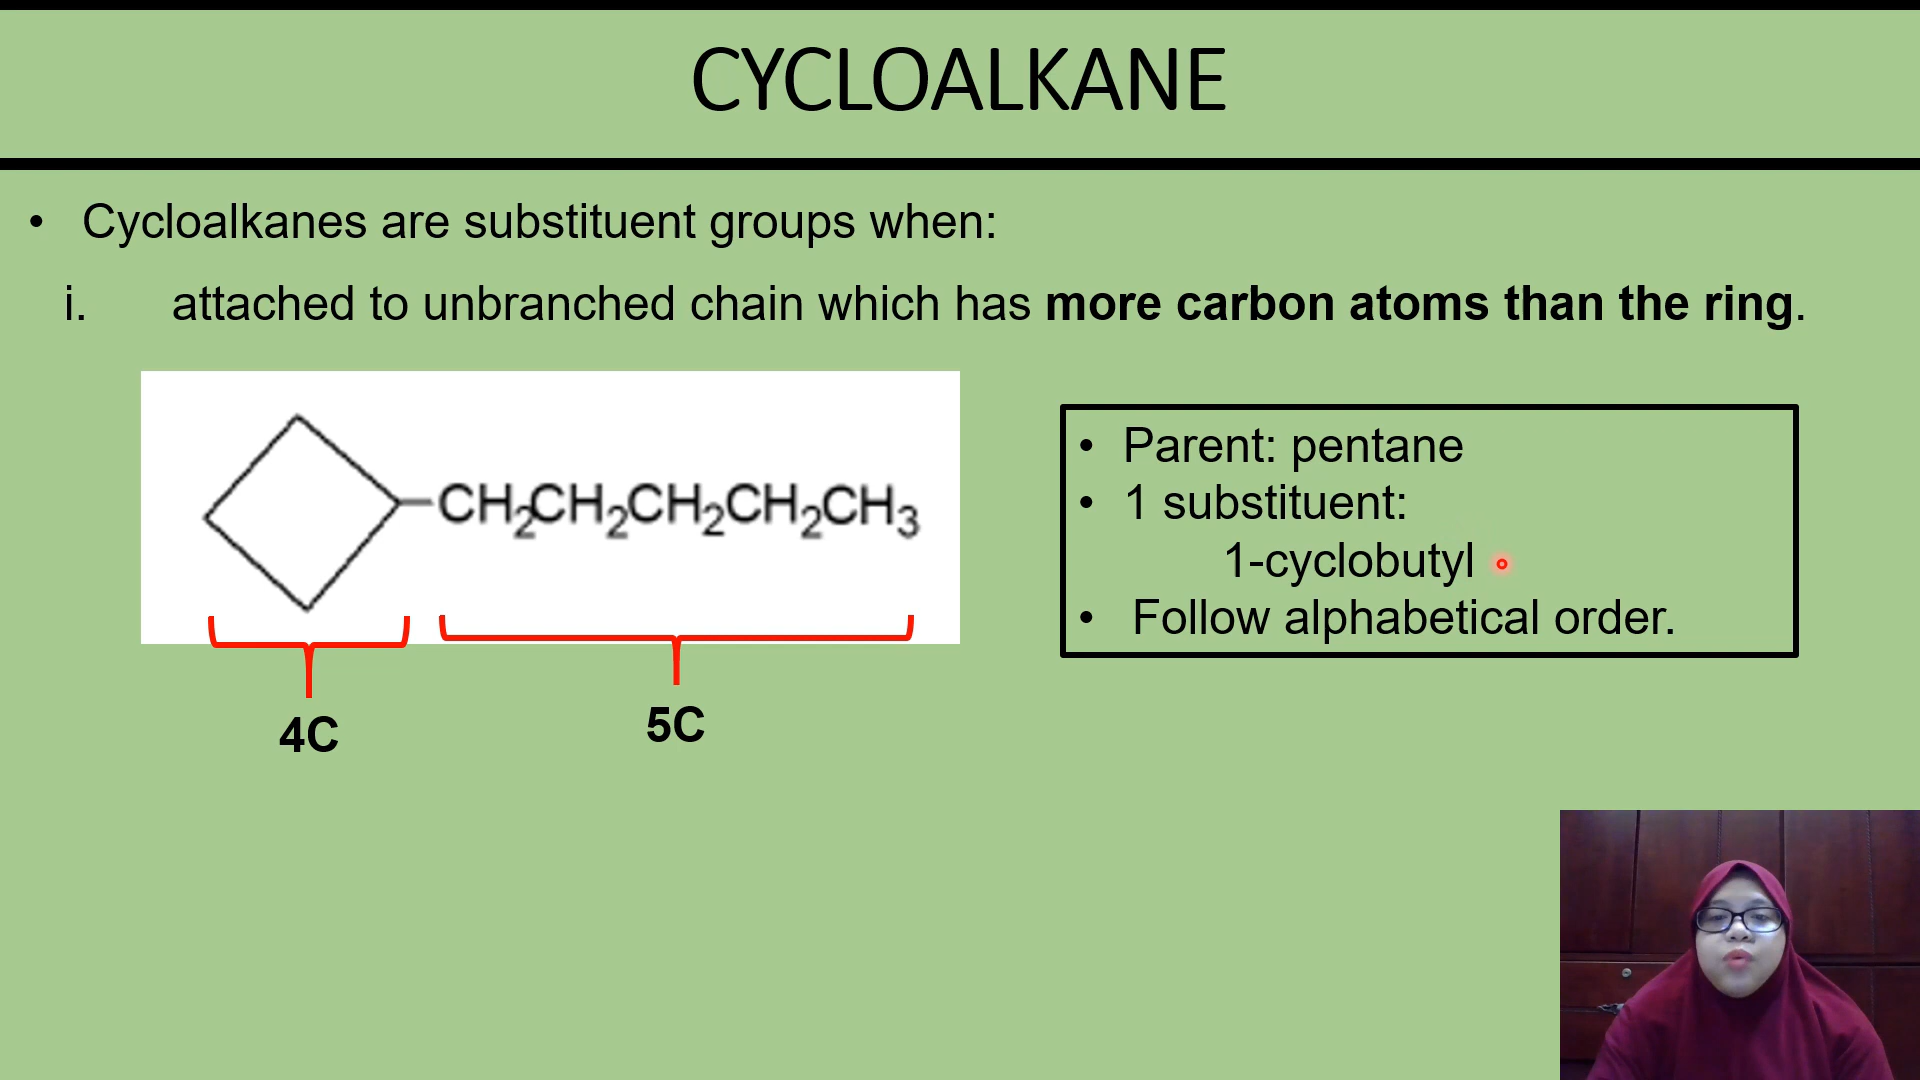 CYCLOALKANE
• Cycloalkanes are substituent groups when:
i. attached to unbranched chain which has more carbon atoms than the ring.
CH₂CH₂CH₂CH₂CH₃
4C
5C
• Parent: pentane
• 1 substituent:
1-cyclobutyl
• Follow alphabetical order.